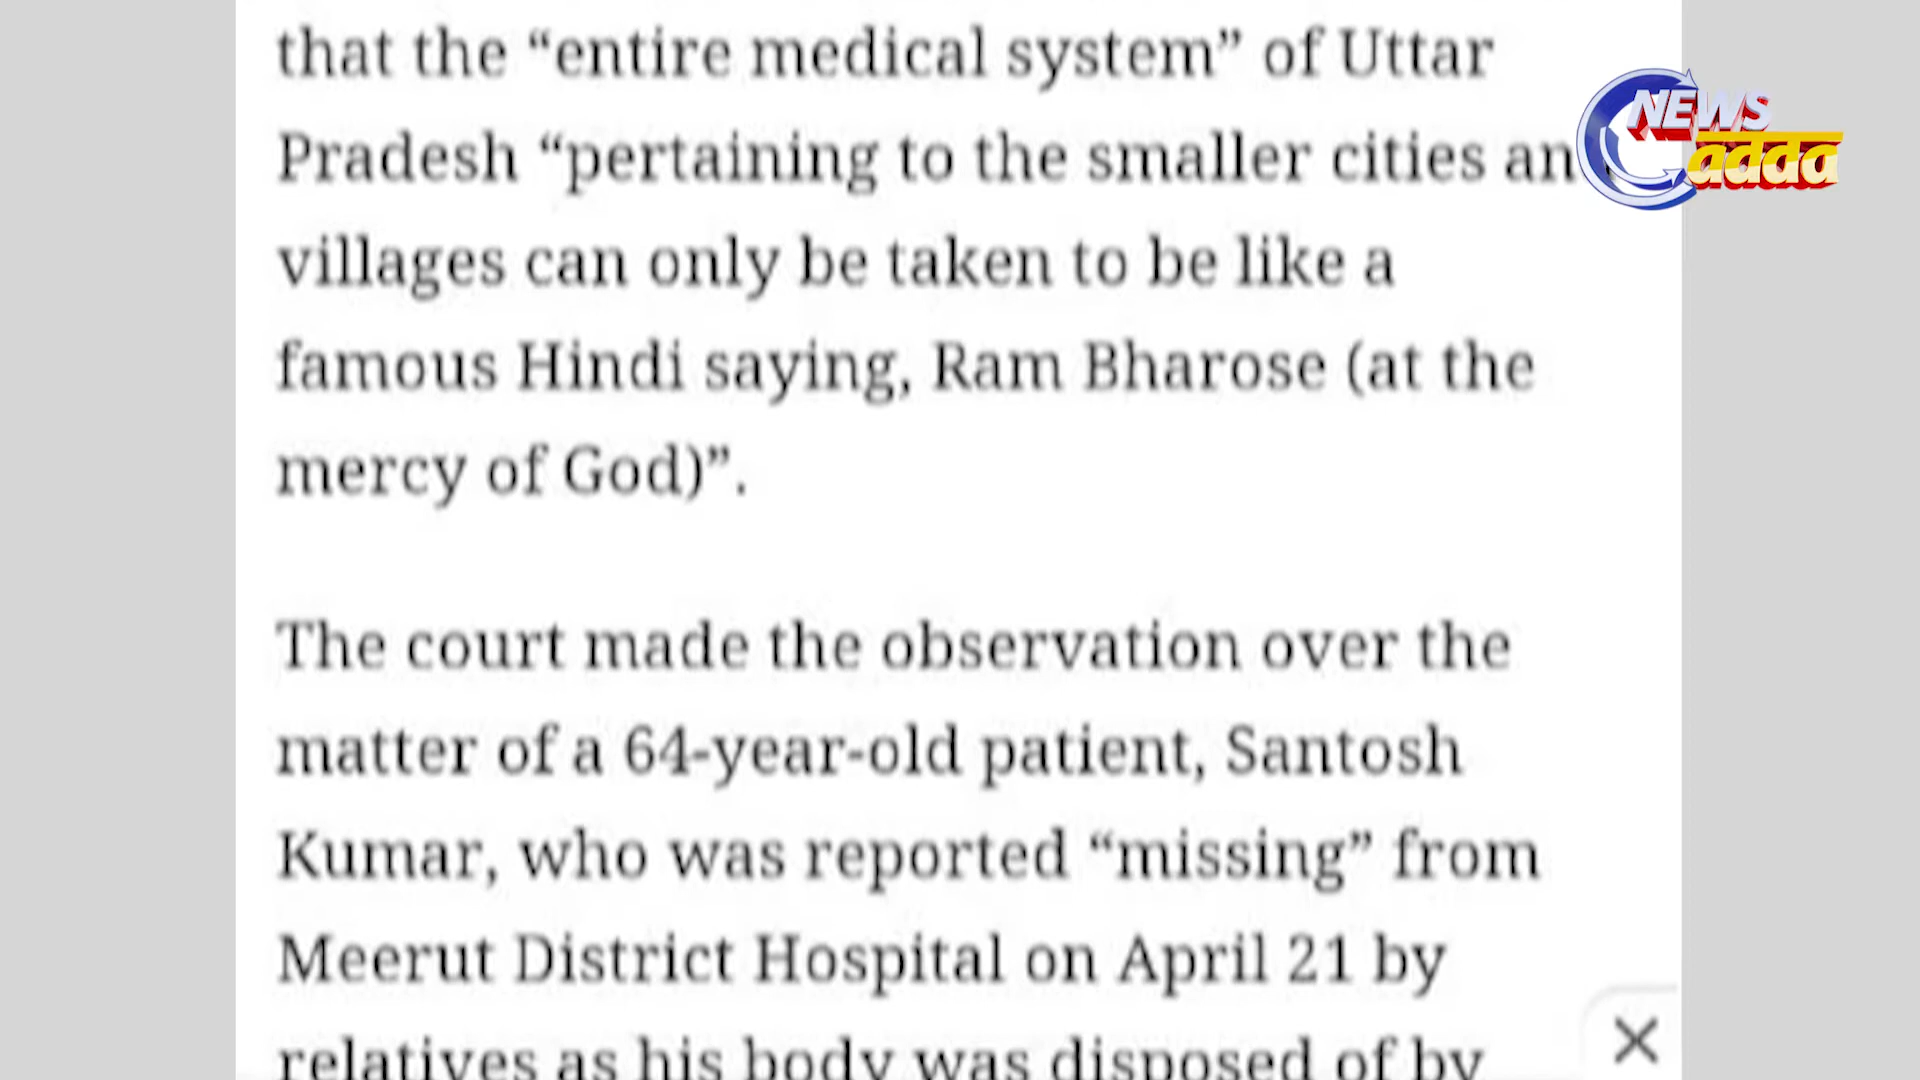 that the “entire medical system” of Uttar
Pradesh “pertaining to the smaller cities an
villages can only be taken to be like a
famous Hindi saying, Ram Bharose (at the
mercy of God)”.
The court made the observation over the
matter of a 64-year-old patient, Santosh
Kumar, who was reported “missing” from
Meerut District Hospital on April 21 by
relatives as his body was disposed of by
NEWS
adda